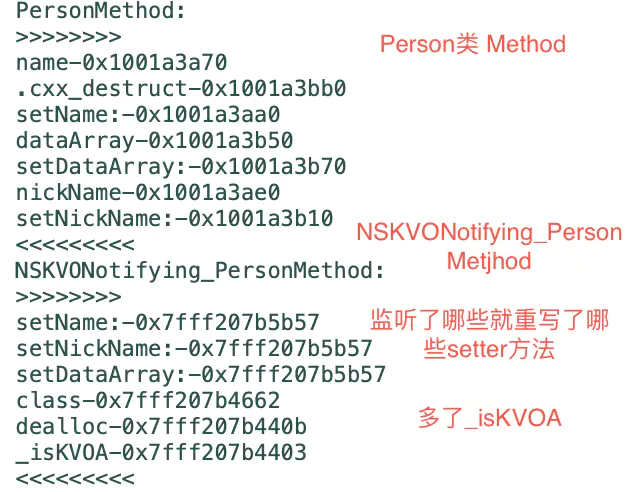 PersonMethod:
>>>>>>>>
Person类 Method
name-0x1001a3a70
.cxx_destruct-0x1001a3bb0
setName:-0x1001a3aa0
dataArray-0x1001a3b50
setDataArray:-0x1001a3b70
nickName-0x1001a3ae0
setNickName:-0x1001a3b10
<<<<<<<<<
NSKVONotifying_Person
Metjhod
NSKVONotifying_PersonMethod:
>>>>>>>>
setName:-0x7fff207b5b57
setNickName:-0x7fff207b5b57
setDataArray:-0x7fff207b5b57
监听了哪些就重写了哪
些setter方法
class-0x7fff207b4662
dealloc-0x7fff207b440b
_isKVOA-0x7fff207b4403
多了_isKVOA
<<<<<<<<<